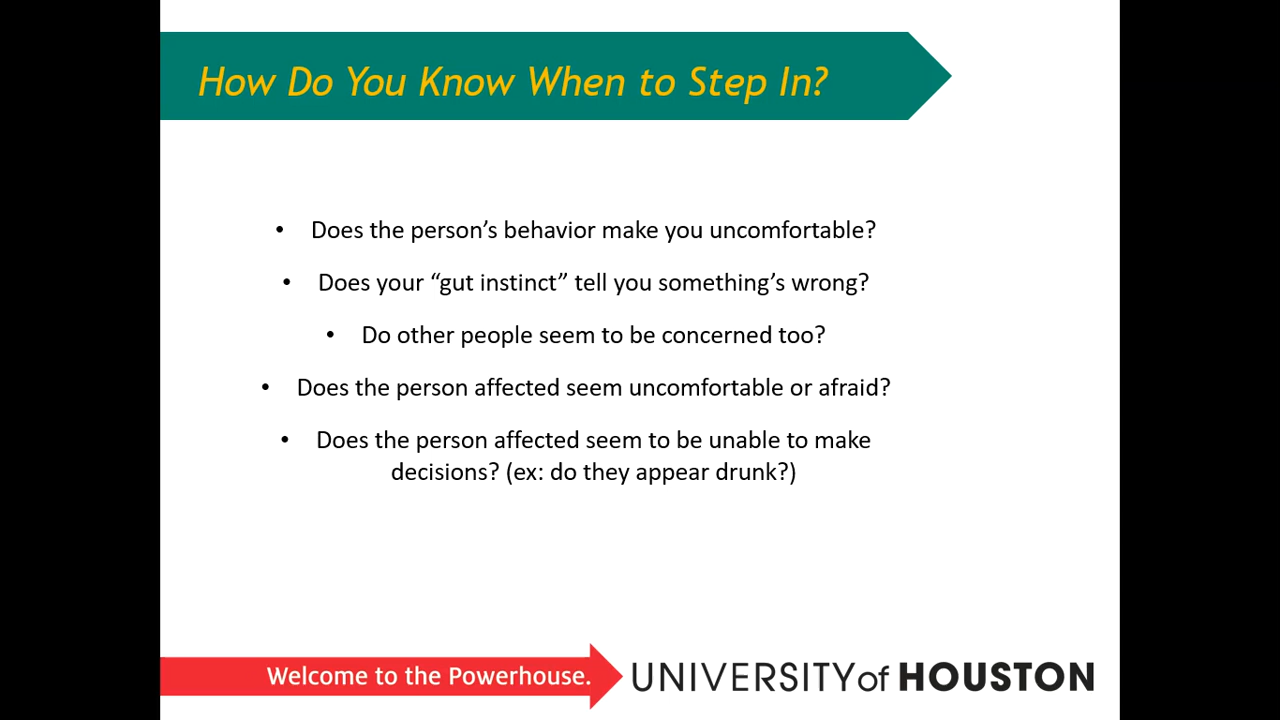 How Do You Know When to Step In?
• Does the person’s behavior make you uncomfortable?
• Does your “gut instinct” tell you something’s wrong?
• Do other people seem to be concerned too?
• Does the person affected seem uncomfortable or afraid?
• Does the person affected seem to be unable to make
decisions? (ex: do they appear drunk?)
Welcome to the Powerhouse.
UNIVERSITY of HOUSTON